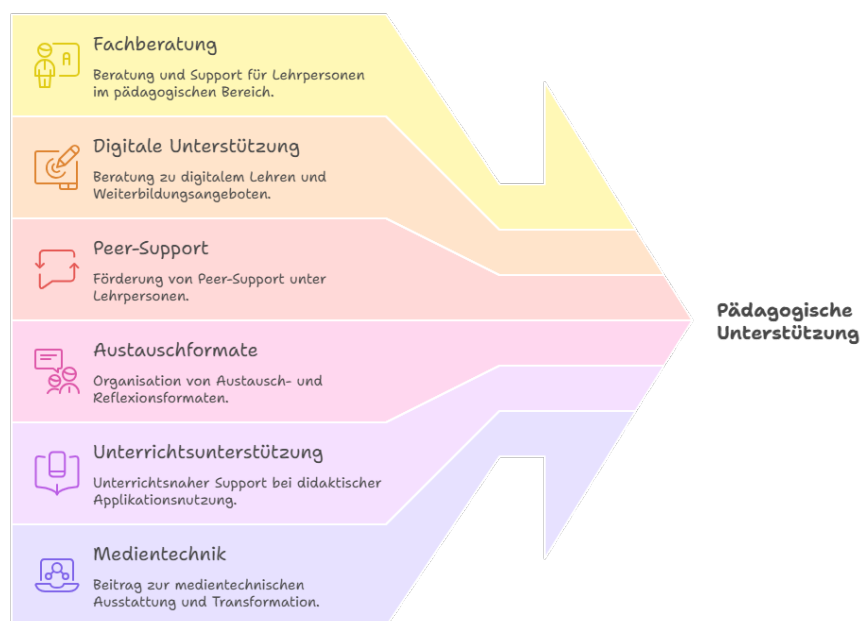 Fachberatung
A
Beratung und Support für Lehrpersonen
im pädagogischen Bereich.
Digitale Unterstützung
Beratung zu digitalem Lehren und
Weiterbildungsangeboten.
Peer-Support
Förderung von Peer-Support unter
Lehrpersonen.
Pädagogische
Unterstützung
Austauschformate
Organisation von Austausch- und
Reflexionsformaten.
Unterrichtsunterstützung
Unterrichtsnaher Support bei didaktischer
Applikationsnutzung.
Medientechnik
Beitrag zur medientechnischen
Ausstattung und Transformation.